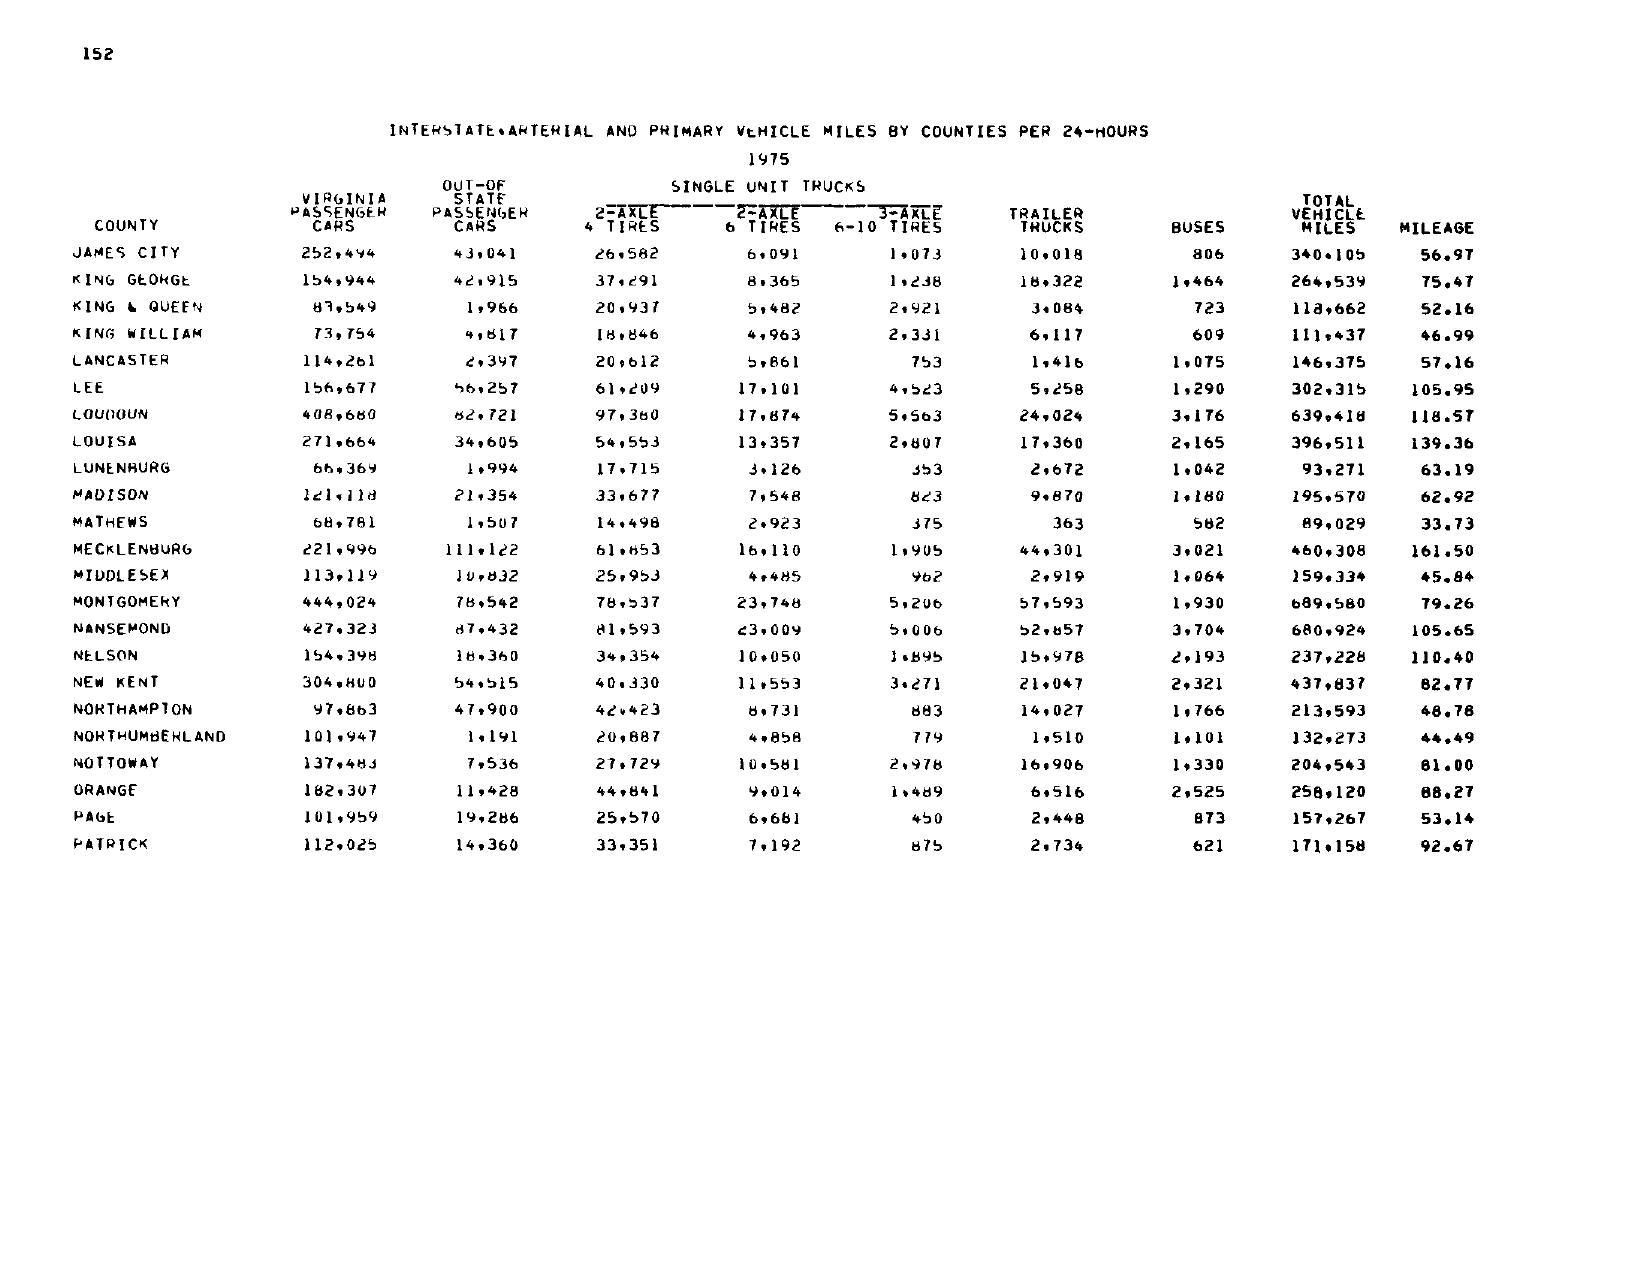 152
INTERSTATE,ARTERIAL AND PRIMARY VEHICLE MILES BY COUNTIES PER 24-HOURS
1975
OUT-OF SINGLE UNIT TRUCKS
VIRGINIA STATE TOTAL
PASSENGER PASSENGER 2-AXLE 2-AXLE 3-AXLE TRAILER VEHICLE
COUNTY CARS CARS 4 TIRES 6 TIRES 6-10 TIRES TRUCKS BUSES MILES MILEAGE
JAMES CITY 252,494 43,041 26,582 6,091 1,073 10,018 806 340,105 56.97
KING GEORGE 154,944 42,915 37,291 8,365 1,238 18,322 1,464 264,539 75.47
KING & QUEEN 83,549 1,966 20,937 5,482 2,921 3,084 723 118,662 52.16
KING WILLIAM 73,754 4,817 18,846 4,963 2,331 6,117 609 111,437 46.99
LANCASTER 114,261 2,397 20,612 5,861 753 1,416 1,075 146,375 57.16
LEE 156,677 56,257 61,209 17,101 4,523 5,258 1,290 302,315 105.95
LOUDOUN 408,680 82,721 97,380 17,874 5,563 24,024 3,176 639,418 118.57
LOUISA 271,664 34,605 54,553 13,357 2,807 17,360 2,165 396,511 139.36
LUNENBURG 66,369 1,994 17,715 3,126 353 2,672 1,042 93,271 63.19
MADISON 121,118 21,354 33,677 7,548 823 9,870 1,180 195,570 62.92
MATHEWS 68,781 1,507 14,498 2,923 375 363 582 89,029 33.73
MECKLENBURG 221,996 111,122 61,853 16,110 1,905 44,301 3,021 460,308 161.50
MIDDLESEX 113,119 10,832 25,953 4,485 962 2,919 1,064 159,334 45.84
MONTGOMERY 444,024 78,542 78,537 23,748 5,206 57,593 1,930 689,580 79.26
NANSEMOND 427,323 87,432 81,593 23,009 5,006 52,857 3,704 680,924 105.65
NELSON 154,398 18,360 34,354 10,050 1,895 15,978 2,193 237,228 110.40
NEW KENT 304,800 54,515 40,330 11,553 3,271 21,047 2,321 437,837 82.77
NORTHAMPTON 97,863 47,900 42,423 8,731 883 14,027 1,766 213,593 48.78
NORTHUMBERLAND 101,947 1,191 20,887 4,858 779 1,510 1,101 132,273 44.49
NOTTOWAY 137,483 7,536 27,729 10,581 2,978 16,906 1,330 204,543 81.00
ORANGE 182,307 11,428 44,841 9,014 1,489 6,516 2,525 258,120 88.27
PAGE 101,959 19,286 25,570 6,681 450 2,448 873 157,267 53.14
PATRICK 112,025 14,360 33,351 7,192 875 2,734 621 171,158 92.67